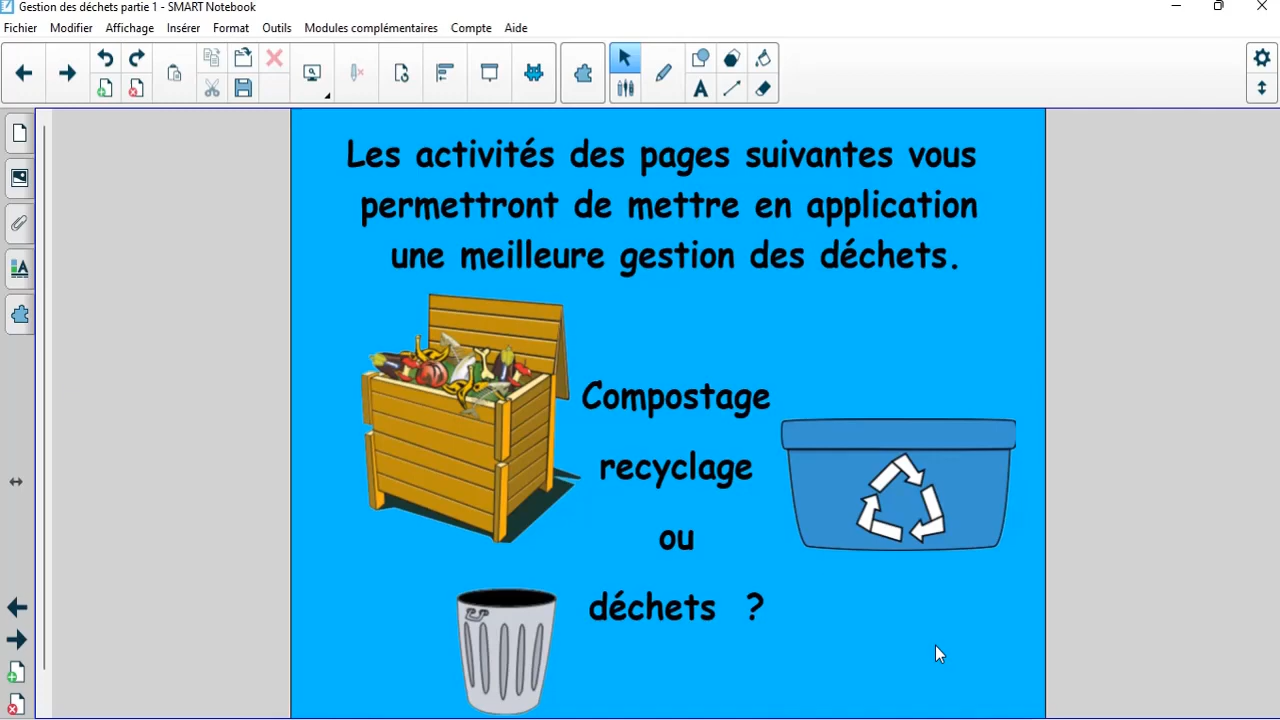 Gestion des déchets partie 1 - SMART Notebook
Fichier Modifier Affichage Insérer Format Outils Modules complémentaires Compte Aide
Les activités des pages suivantes vous
permettront de mettre en application
une meilleure gestion des déchets.
Compostage
recyclage
ou
déchets ?